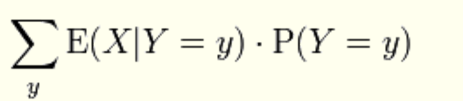 ∑_y E(X|Y = y) · P(Y = y)